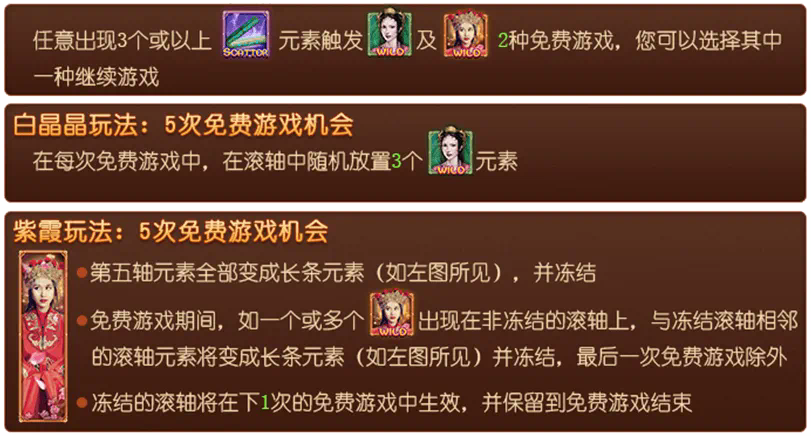 任意出现3个或以上 SCATTER 元素触发 WILD 及 WILD 2种免费游戏，您可以选择其中
一种继续游戏
白晶晶玩法：5次免费游戏机会
在每次免费游戏中，在滚轴中随机放置3个 WILD 元素
紫霞玩法：5次免费游戏机会
第五轴元素全部变成长条元素（如左图所见），并冻结
免费游戏期间，如一个或多个 WILD 出现在非冻结的滚轴上，与冻结滚轴相邻
的滚轴元素将变成长条元素（如左图所见）并冻结，最后一次免费游戏除外
冻结的滚轴将在下1次的免费游戏中生效，并保留到免费游戏结束